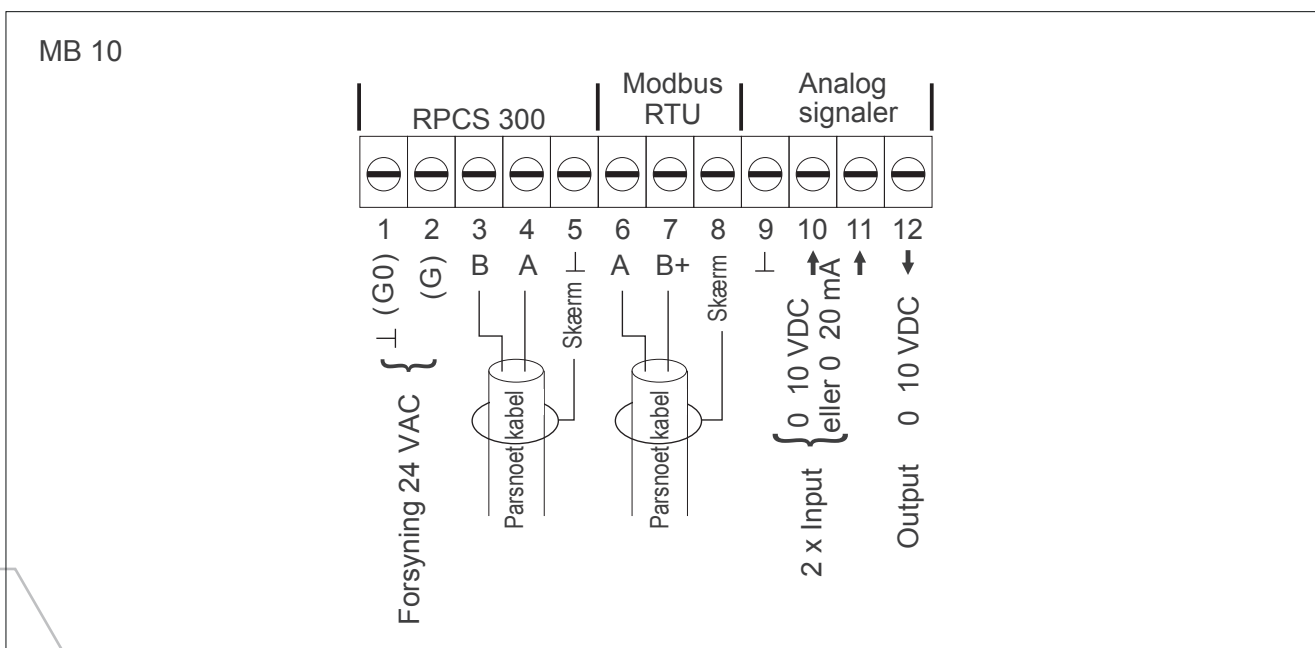 MB 10
RPCS 300
Modbus
RTU
Analog
signaler
1 2 3 4 5 6 7 8 9 10 11 12
⊥ (G0)
(G)
B
A
⊥
A
B+
⊥
Forsyning 24 VAC
Parsnoet kabel
Skærm
Parsnoet kabel
Skærm
0 10 VDC
eller 0 20 mA
2 x Input
Output 0 10 VDC